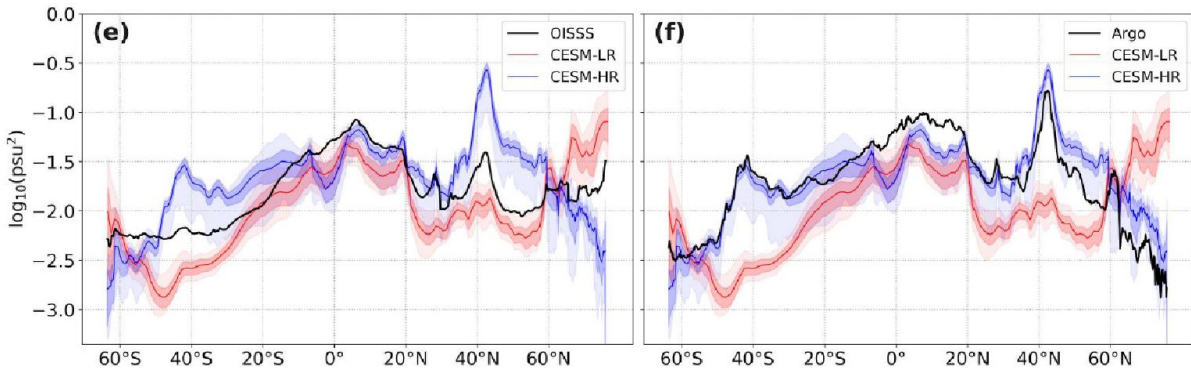 (e)
OISSS
CESM-LR
CESM-HR
log₁₀(psu²)
0.0
−0.5
−1.0
−1.5
−2.0
−2.5
−3.0
60°S 40°S 20°S 0° 20°N 40°N 60°N
(f)
Argo
CESM-LR
CESM-HR
60°S 40°S 20°S 0° 20°N 40°N 60°N